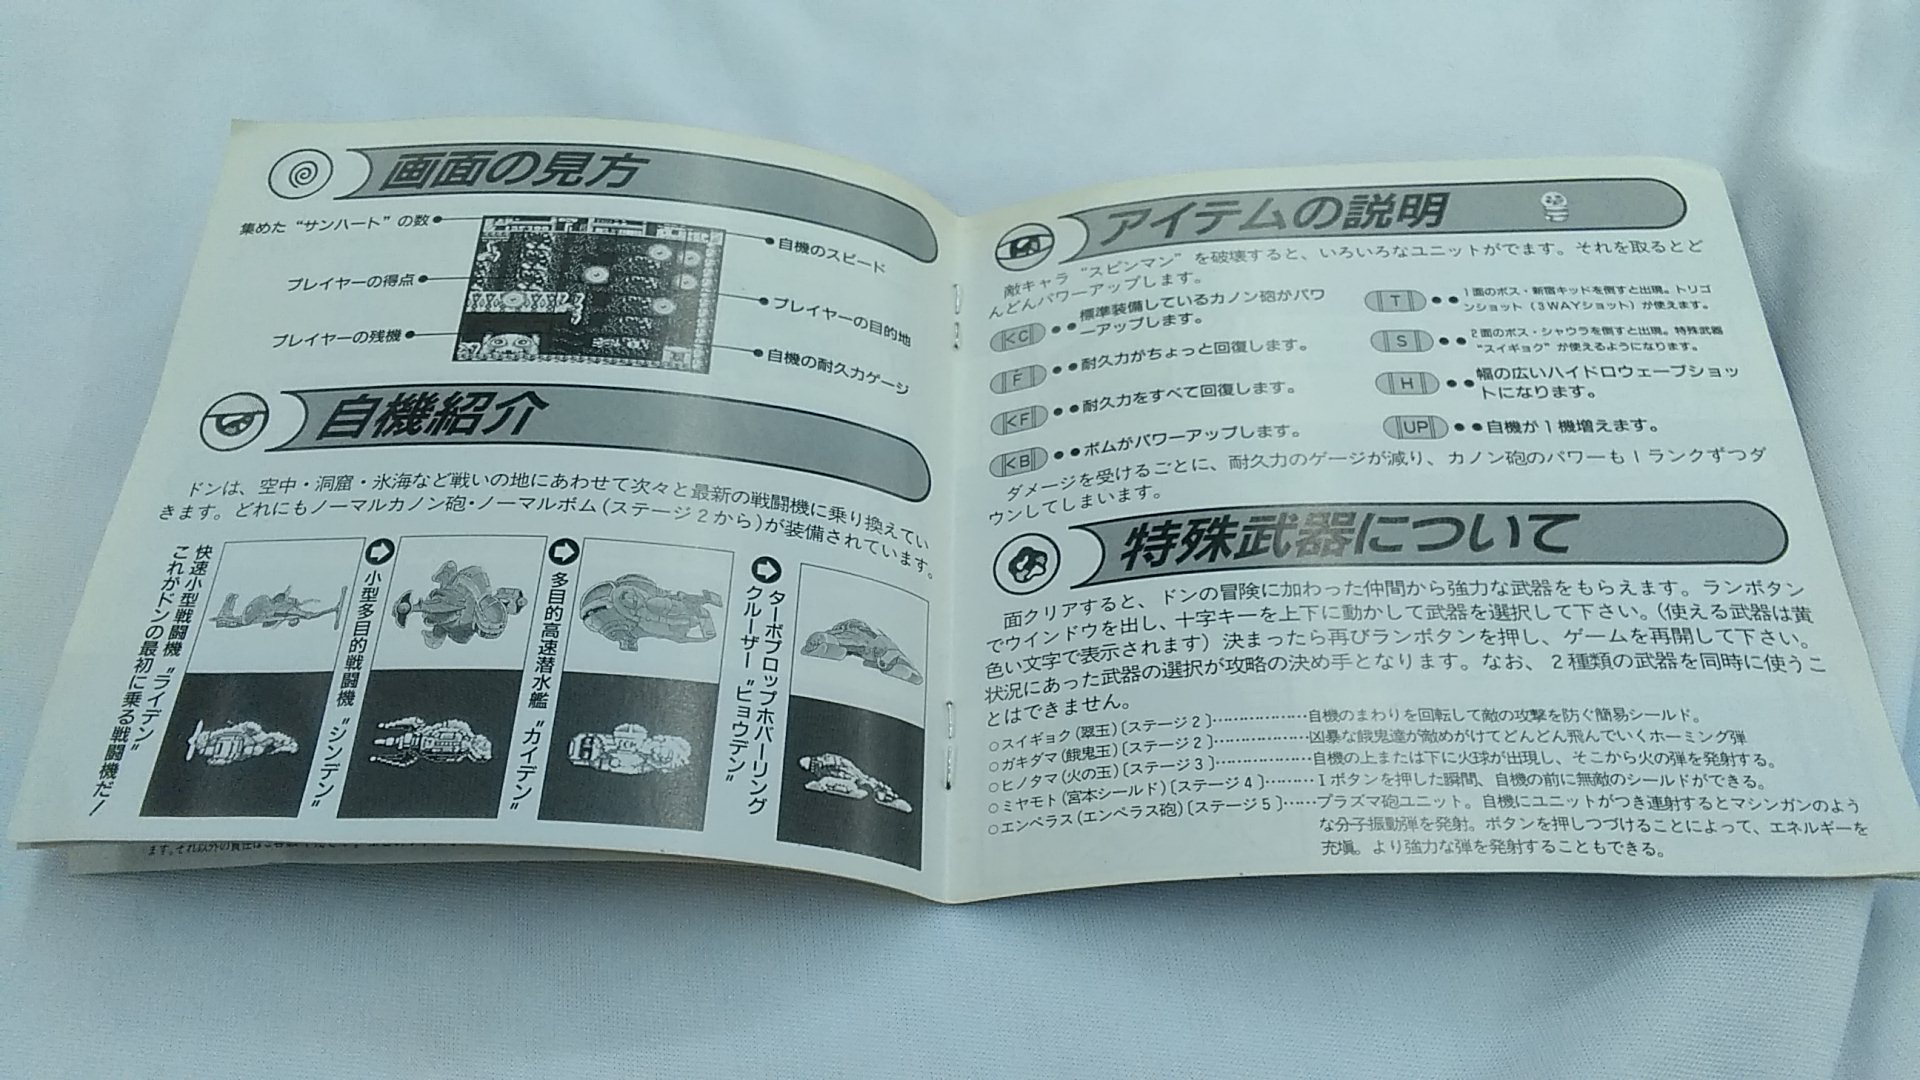 画面の見方
集めた“サンハート”の数
プレイヤーの得点
プレイヤーの残機
自機のスピード
プレイヤーの目的地
自機の耐久力ゲージ
自機紹介
ドンは、空中・洞窟・氷海など戦いの地にあわせて次々と最新の戦闘機に乗り換えてい
きます。どれにもノーマルカノン砲・ノーマルボム(ステージ2から)が装備されています。
快速小型戦闘機“ライデン”
これがドンの最初に乗る戦闘機だ!
小型多目的戦闘機“シンデン”
多目的高速潜水艦“カイデン”
ターボプロップホバーリング
クルーザー“ヒョウデン”
ます。それ以外の責任はご容赦
アイテムの説明
敵キャラ“スピンマン”を破壊すると、いろいろなユニットがでます。それを取るとど
んどんパワーアップします。
<C ●●標準装備しているカノン砲がパワ
ーアップします。
F ●●耐久力がちょっと回復します。
<F ●●耐久力をすべて回復します。
<B ●●ボムがパワーアップします。
T ●●1面のボス・新宿キッドを倒すと出現。トリゴ
ンショット(3WAYショット)が使えます。
S ●●2面のボス・シャウラを倒すと出現。特殊武器
“スイギョク”が使えるようになります。
H ●●幅の広いハイドロウェーブショッ
トになります。
UP ●●自機が1機増えます。
ダメージを受けるごとに、耐久力のゲージが減り、カノン砲のパワーも1ランクずつダ
ウンしてしまいます。
特殊武器について
面クリアすると、ドンの冒険に加わった仲間から強力な武器をもらえます。ランボタン
でウインドウを出し、十字キーを上下に動かして武器を選択して下さい。(使える武器は黄
色い文字で表示されます)決まったら再びランボタンを押し、ゲームを再開して下さい。
状況にあった武器の選択が攻略の決め手となります。なお、2種類の武器を同時に使うこ
とはできません。
○スイギョク(翠玉)〔ステージ2〕………………自機のまわりを回転して敵の攻撃を防ぐ簡易シールド。
○ガキダマ(餓鬼玉)〔ステージ2〕………………凶暴な餓鬼達が敵めがけてどんどん飛んでいくホーミング弾
○ヒノタマ(火の玉)〔ステージ3〕………………自機の上または下に火球が出現し、そこから火の弾を発射する。
○ミヤモト(宮本シールド)〔ステージ4〕………Iボタンを押した瞬間、自機の前に無敵のシールドができる。
○エンペラス(エンペラス砲)〔ステージ5〕……プラズマ砲ユニット。自機にユニットがつき連射するとマシンガンのよう
な分子振動弾を発射。ボタンを押しつづけることによって、エネルギーを
充塡。より強力な弾を発射することもできる。